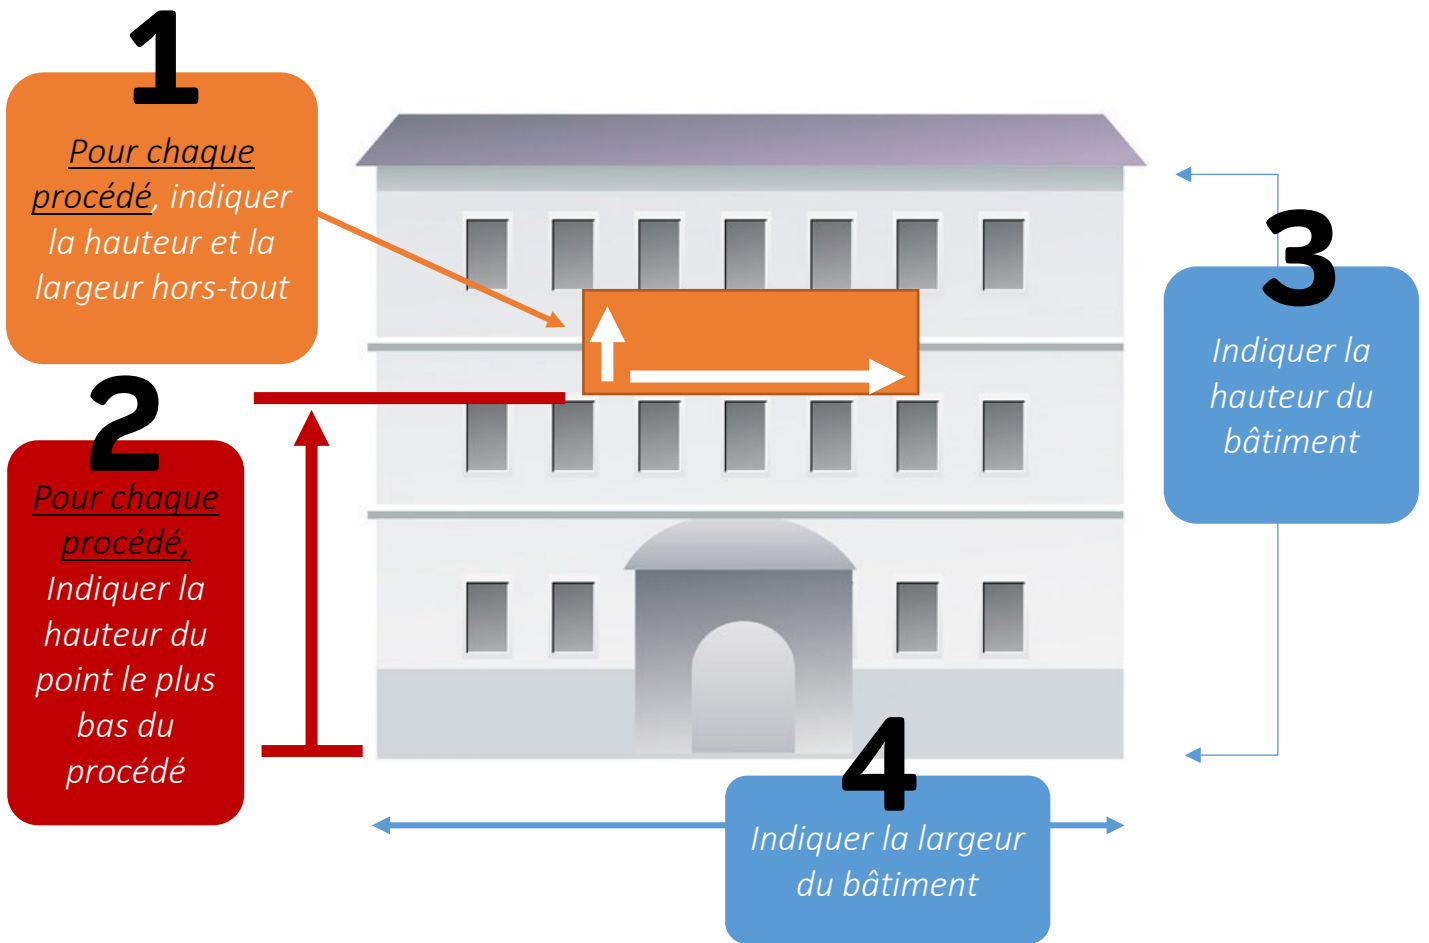 1
Pour chaque
procédé, indiquer
la hauteur et la
largeur hors-tout
2
Pour chaque
procédé,
Indiquer la
hauteur du
point le plus
bas du
procédé
3
Indiquer la
hauteur du
bâtiment
4
Indiquer la largeur
du bâtiment